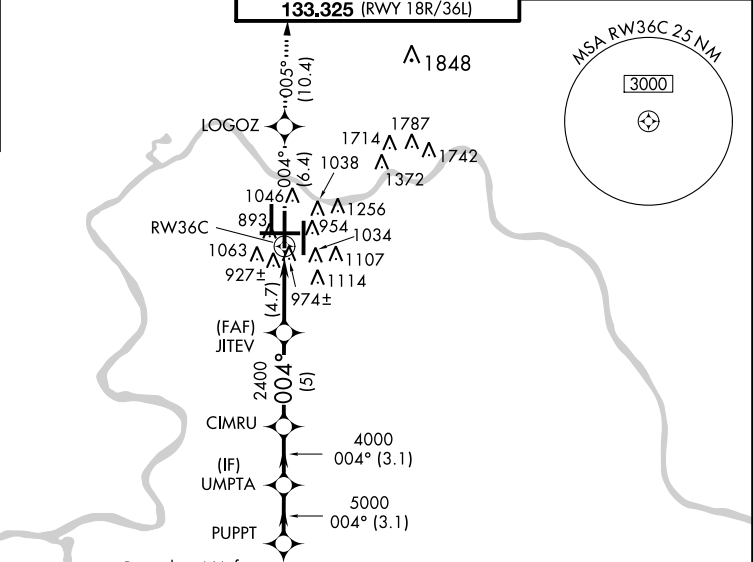 133.325 (RWY 18R/36L)
MSA RW36C 25 NM
3000
1848
005°
(10.4)
LOGOZ
1714
1787
1742
1372
004°
(6.4)
1038
1046
1256
893
954
RW36C
1034
1063
1107
927±
1114
974±
(4.7)
(FAF)
JITEV
2400
004°
(5)
CIMRU
4000
004° (3.1)
(IF)
UMPTA
5000
004° (3.1)
PUPPT